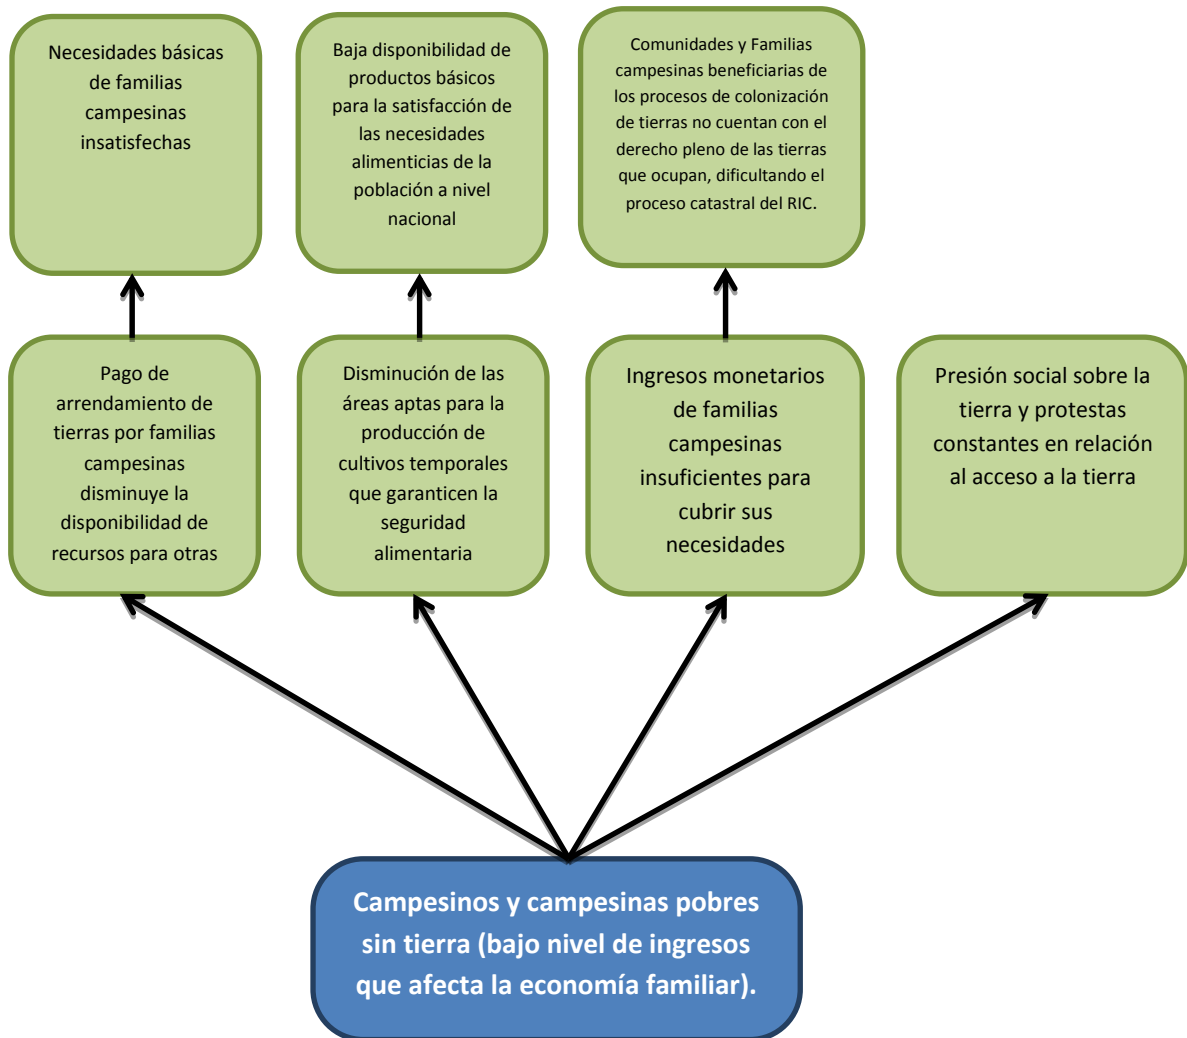 Necesidades básicas
de familias
campesinas
insatisfechas
Baja disponibilidad de
productos básicos
para la satisfacción de
las necesidades
alimenticias de la
población a nivel
nacional
Comunidades y Familias
campesinas beneficiarias de
los procesos de colonización
de tierras no cuentan con el
derecho pleno de las tierras
que ocupan, dificultando el
proceso catastral del RIC.
Pago de
arrendamiento de
tierras por familias
campesinas
disminuye la
disponibilidad de
recursos para otras
Disminución de las
áreas aptas para la
producción de
cultivos temporales
que garanticen la
seguridad
alimentaria
Ingresos monetarios
de familias
campesinas
insuficientes para
cubrir sus
necesidades
Presión social sobre la
tierra y protestas
constantes en relación
al acceso a la tierra
Campesinos y campesinas pobres
sin tierra (bajo nivel de ingresos
que afecta la economía familiar).